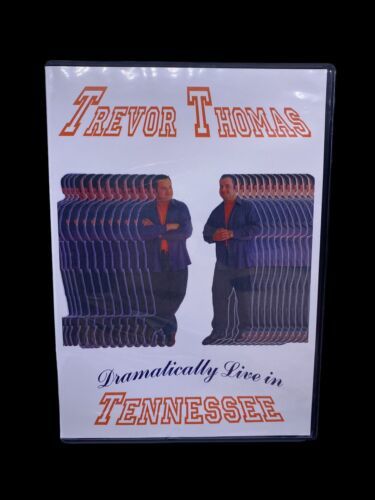 TREVOR THOMAS
Dramatically Live in
TENNESSEE